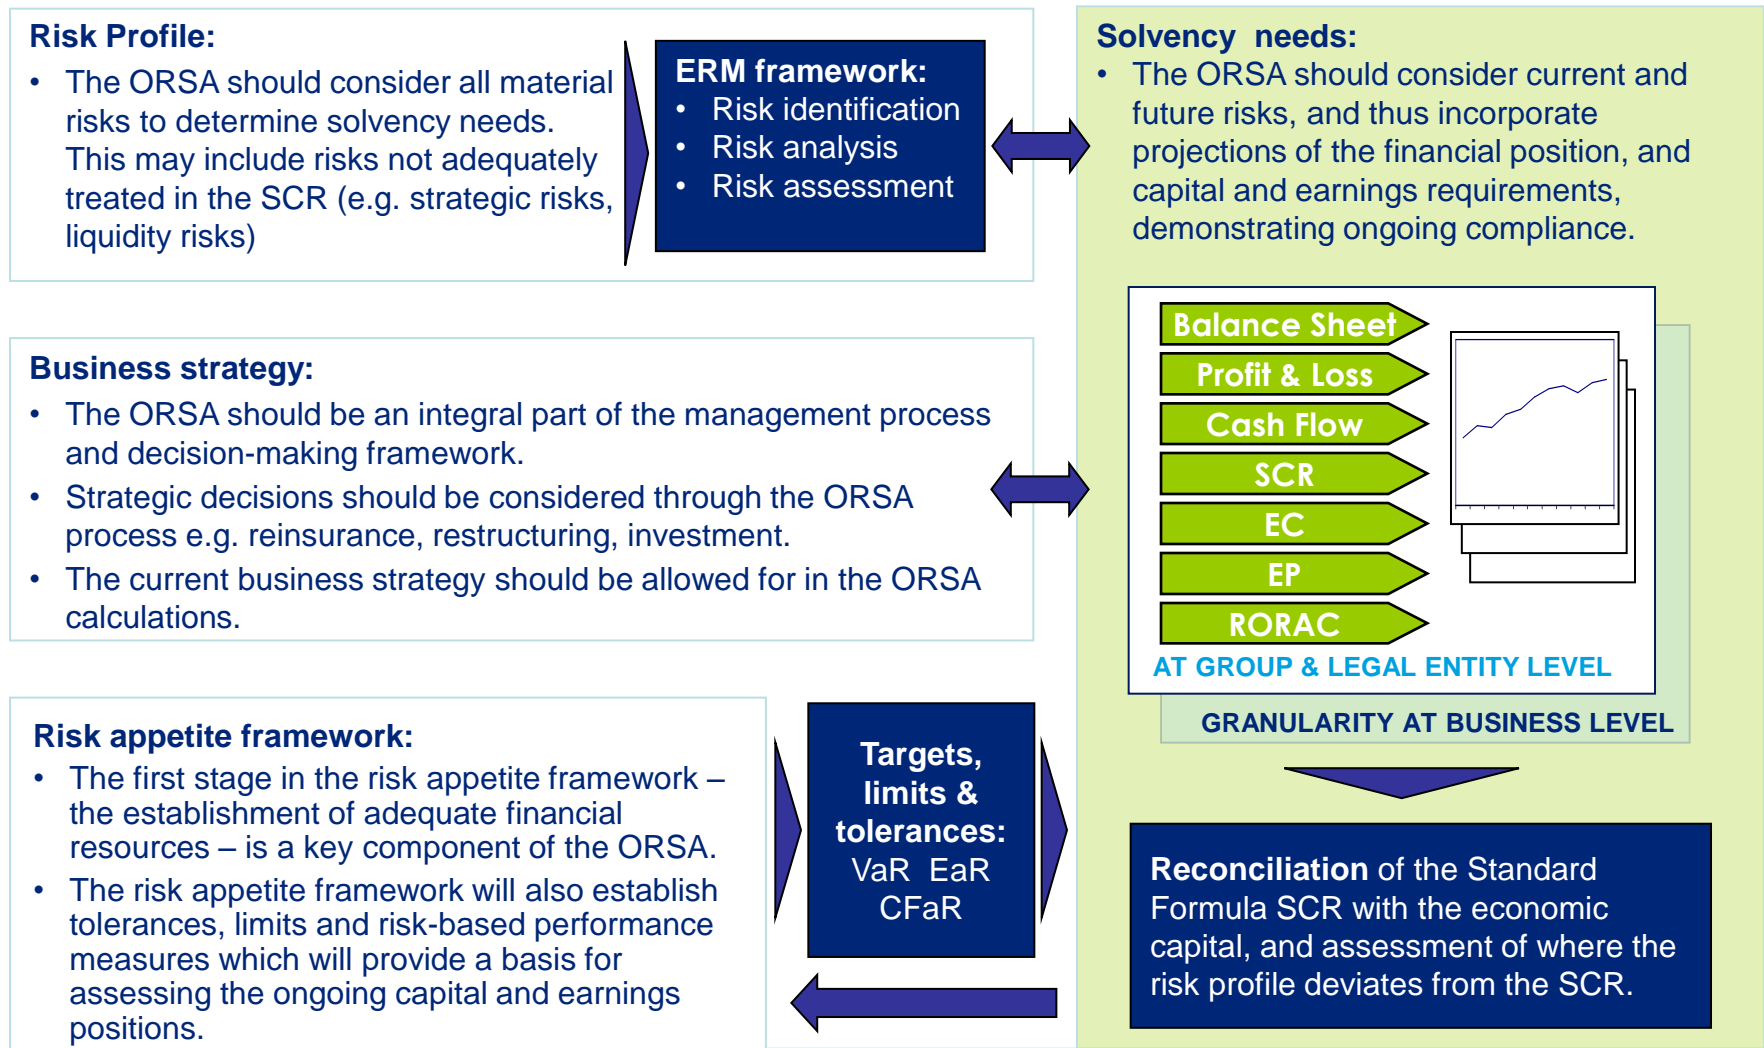 Risk Profile:
• The ORSA should consider all material
risks to determine solvency needs.
This may include risks not adequately
treated in the SCR (e.g. strategic risks,
liquidity risks)
ERM framework:
• Risk identification
• Risk analysis
• Risk assessment
Business strategy:
• The ORSA should be an integral part of the management process
and decision-making framework.
• Strategic decisions should be considered through the ORSA
process e.g. reinsurance, restructuring, investment.
• The current business strategy should be allowed for in the ORSA
calculations.
Risk appetite framework:
• The first stage in the risk appetite framework –
the establishment of adequate financial
resources – is a key component of the ORSA.
• The risk appetite framework will also establish
tolerances, limits and risk-based performance
measures which will provide a basis for
assessing the ongoing capital and earnings
positions.
Targets,
limits &
tolerances:
VaR EaR
CFaR
Solvency needs:
• The ORSA should consider current and
future risks, and thus incorporate
projections of the financial position, and
capital and earnings requirements,
demonstrating ongoing compliance.
Balance Sheet
Profit & Loss
Cash Flow
SCR
EC
EP
RORAC
AT GROUP & LEGAL ENTITY LEVEL
GRANULARITY AT BUSINESS LEVEL
Reconciliation of the Standard
Formula SCR with the economic
capital, and assessment of where the
risk profile deviates from the SCR.